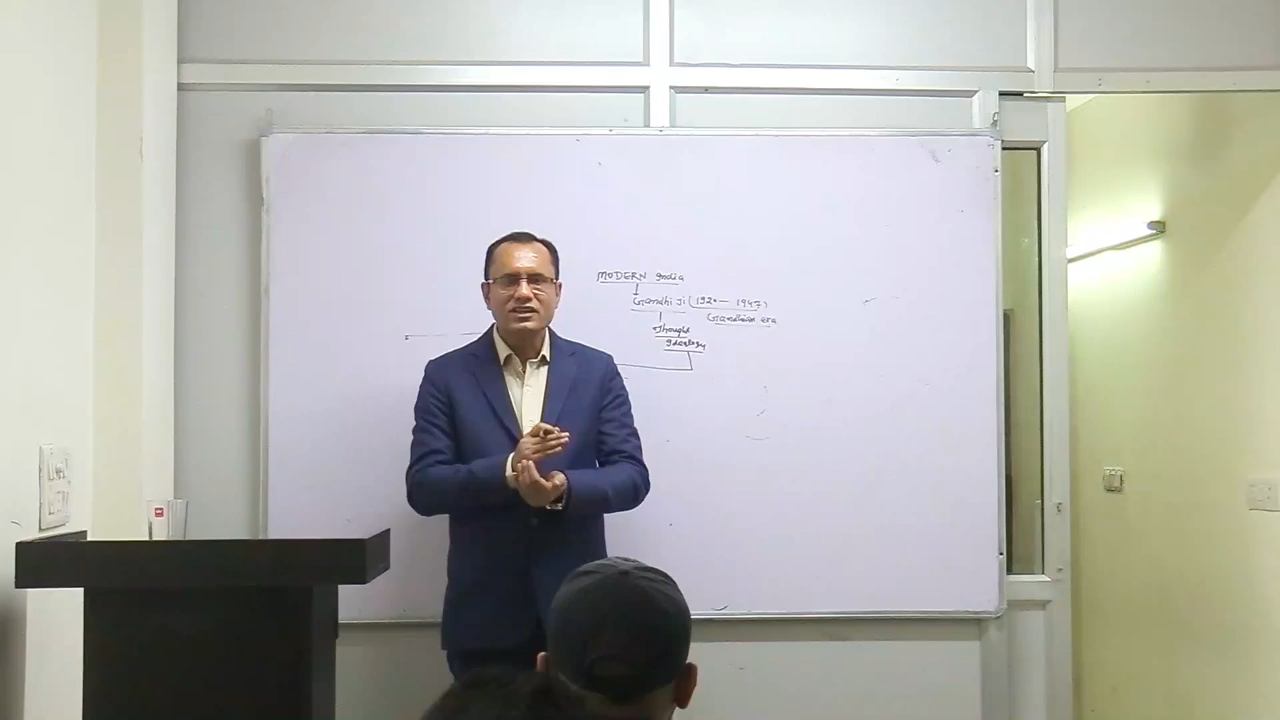 MODERN India
Gandhi Ji (1920 — 1947)
Gandhian era
Thought
Ideology